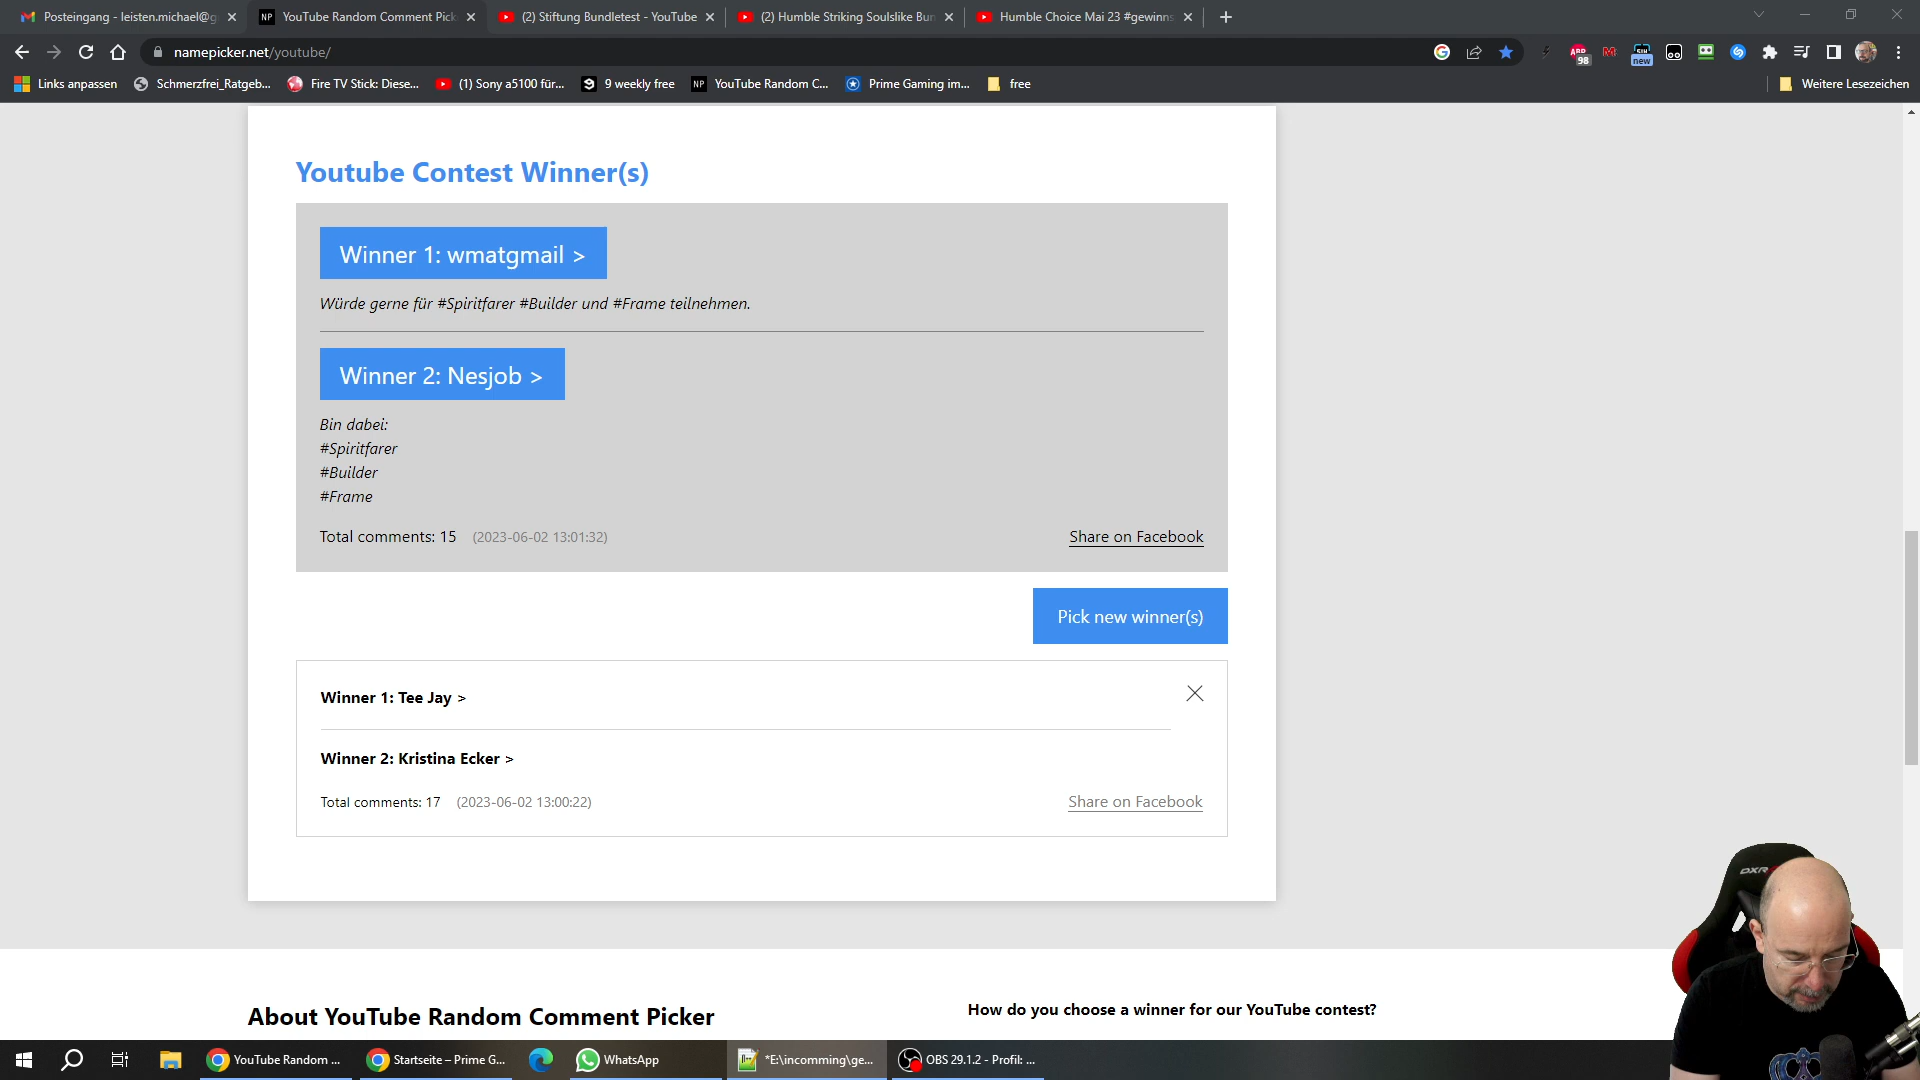 Posteingang - leisten.michael@g
YouTube Random Comment Pick
(2) Stiftung Bundletest - YouTube
(2) Humble Striking Soulslike Bun
Humble Choice Mai 23 #gewinns
namepicker.net/youtube/
98
new
Links anpassen
Schmerzfrei_Ratgeb...
Fire TV Stick: Diese...
(1) Sony a5100 für...
9 weekly free
YouTube Random C...
Prime Gaming im...
free
Weitere Lesezeichen
Youtube Contest Winner(s)
Winner 1: wmatgmail >
Würde gerne für #Spiritfarer #Builder und #Frame teilnehmen.
Winner 2: Nesjob >
Bin dabei:
#Spiritfarer
#Builder
#Frame
Total comments: 15 (2023-06-02 13:01:32)
Share on Facebook
Pick new winner(s)
Winner 1: Tee Jay >
Winner 2: Kristina Ecker >
Total comments: 17 (2023-06-02 13:00:22)
Share on Facebook
About YouTube Random Comment Picker
How do you choose a winner for our YouTube contest?
YouTube Random ...
Startseite – Prime G...
WhatsApp
*E:\incomming\ge...
OBS 29.1.2 - Profil: ...